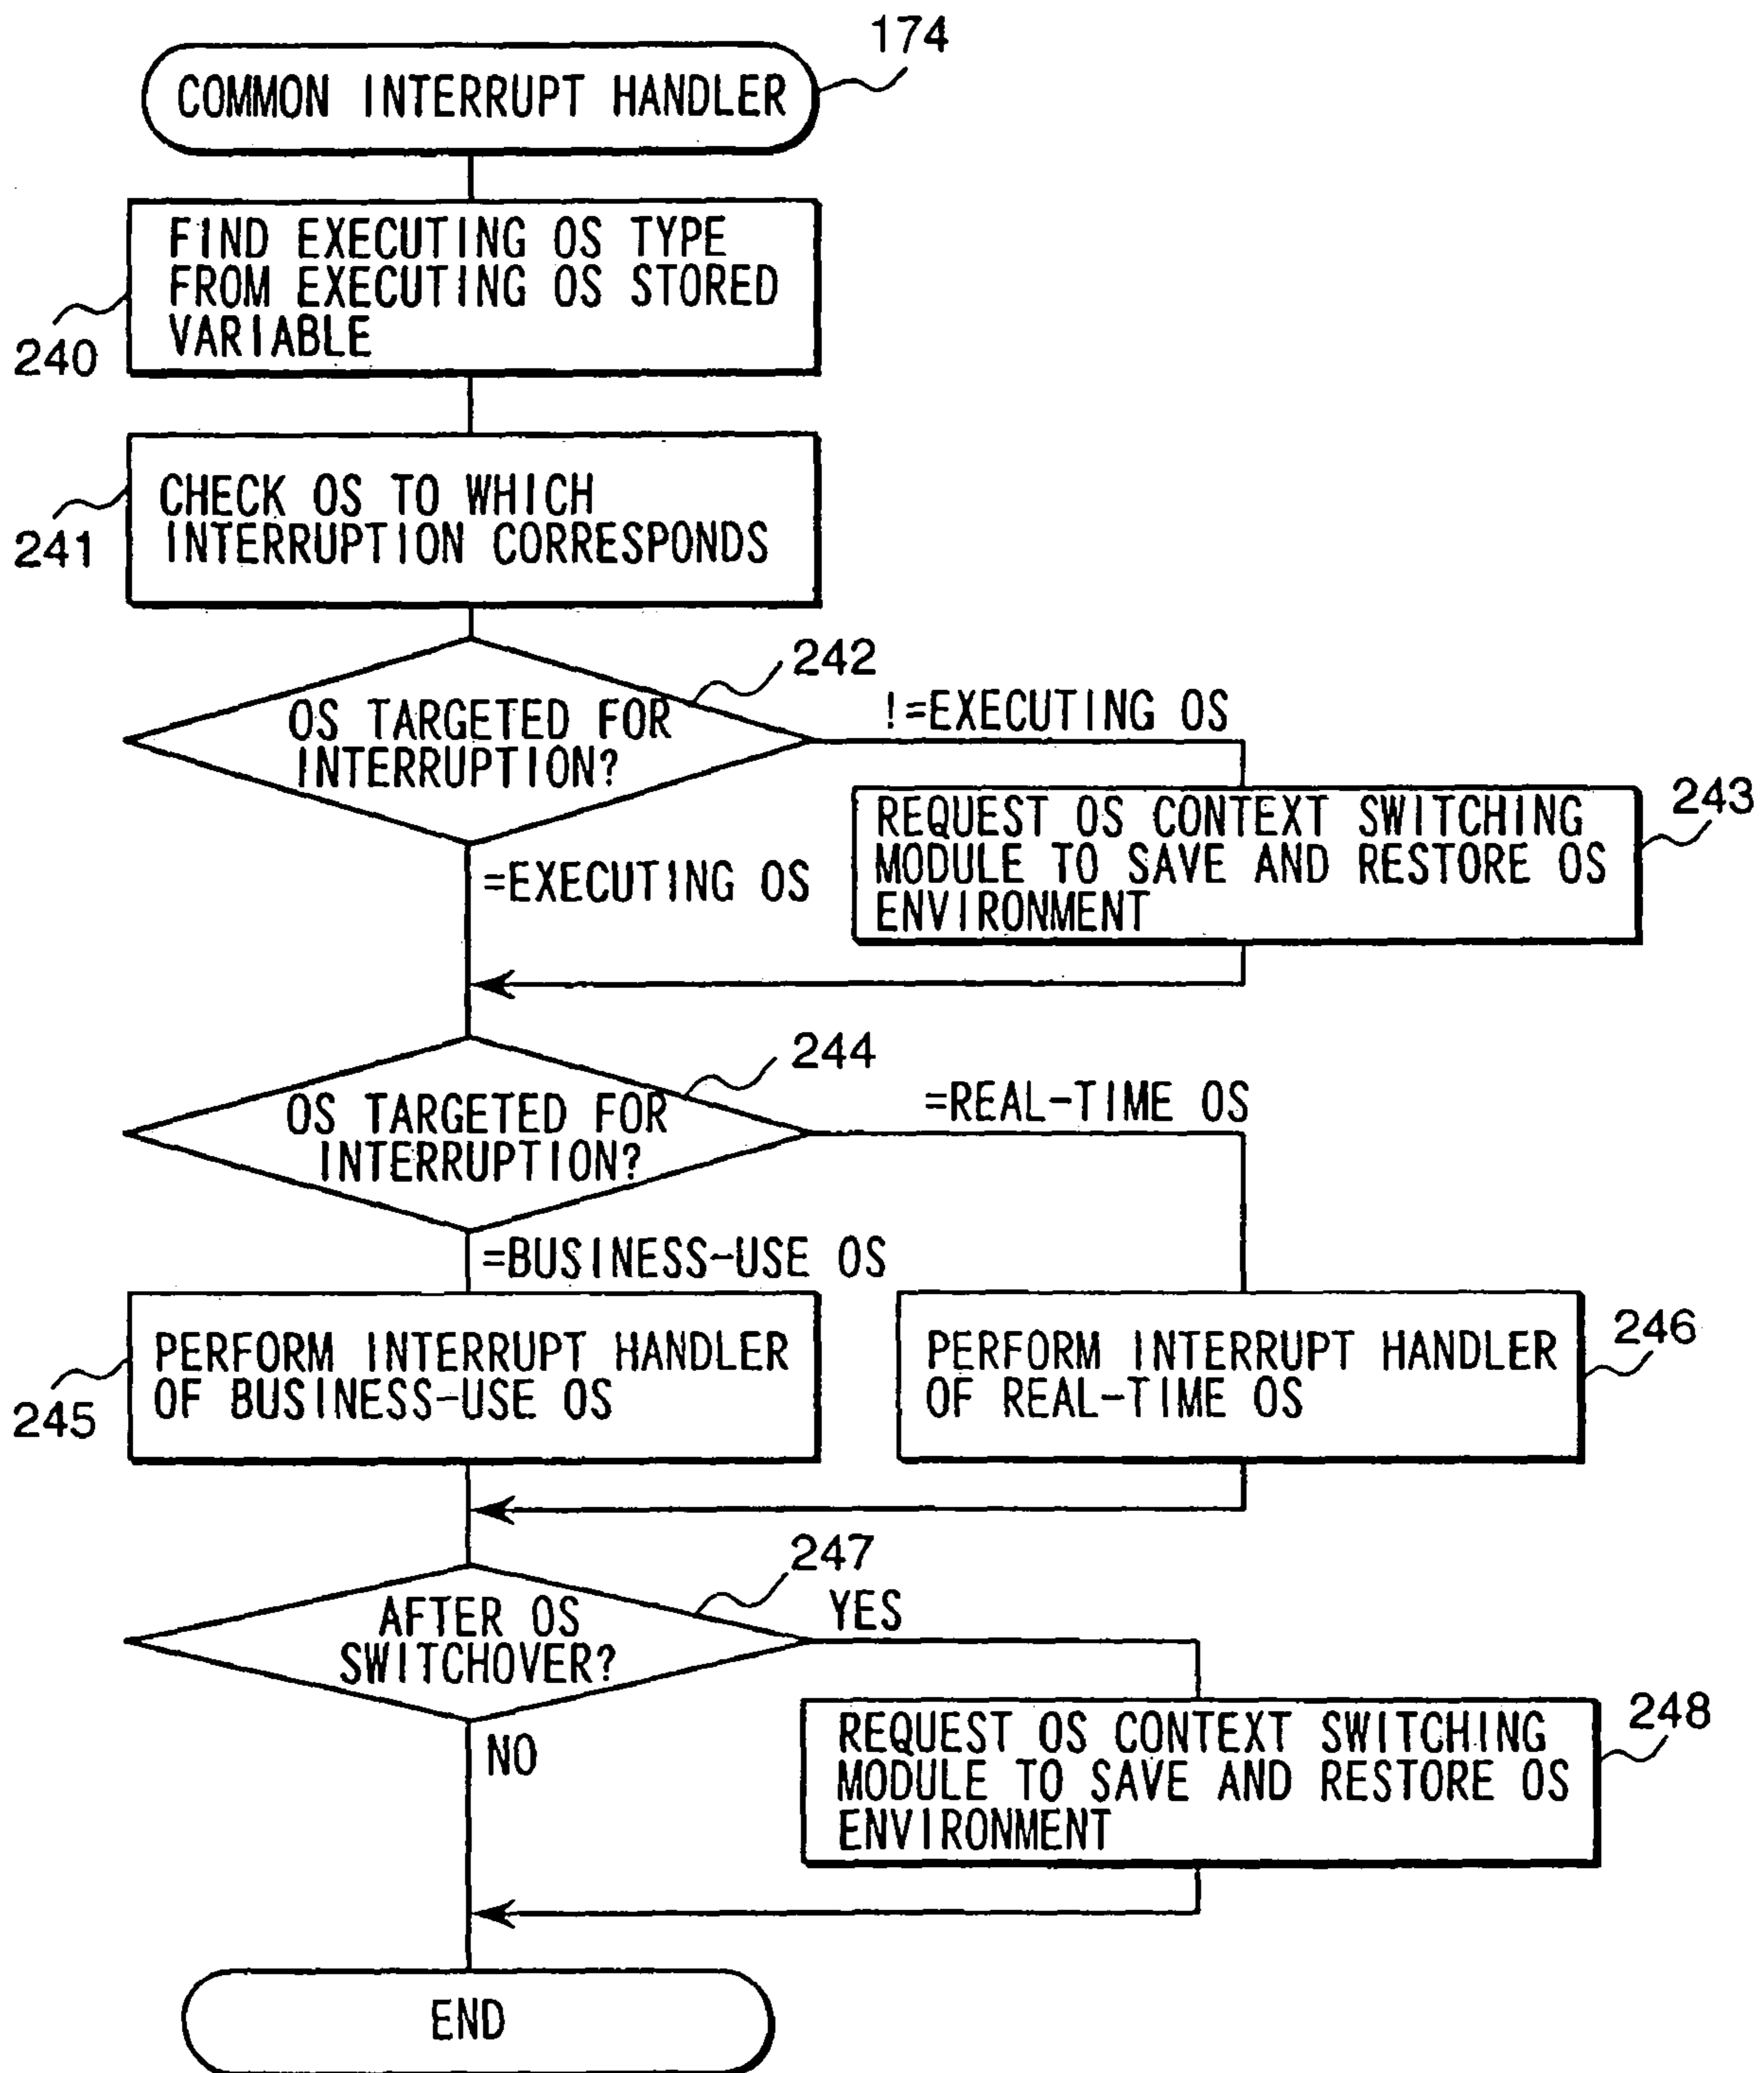 174
COMMON INTERRUPT HANDLER
FIND EXECUTING OS TYPE
FROM EXECUTING OS STORED
VARIABLE
240
CHECK OS TO WHICH
INTERRUPTION CORRESPONDS
241
242
OS TARGETED FOR
INTERRUPTION?
!=EXECUTING OS
=EXECUTING OS
243
REQUEST OS CONTEXT SWITCHING
MODULE TO SAVE AND RESTORE OS
ENVIRONMENT
244
OS TARGETED FOR
INTERRUPTION?
=REAL-TIME OS
=BUSINESS-USE OS
PERFORM INTERRUPT HANDLER
OF BUSINESS-USE OS
245
246
PERFORM INTERRUPT HANDLER
OF REAL-TIME OS
247
AFTER OS
SWITCHOVER?
YES
NO
248
REQUEST OS CONTEXT SWITCHING
MODULE TO SAVE AND RESTORE OS
ENVIRONMENT
END